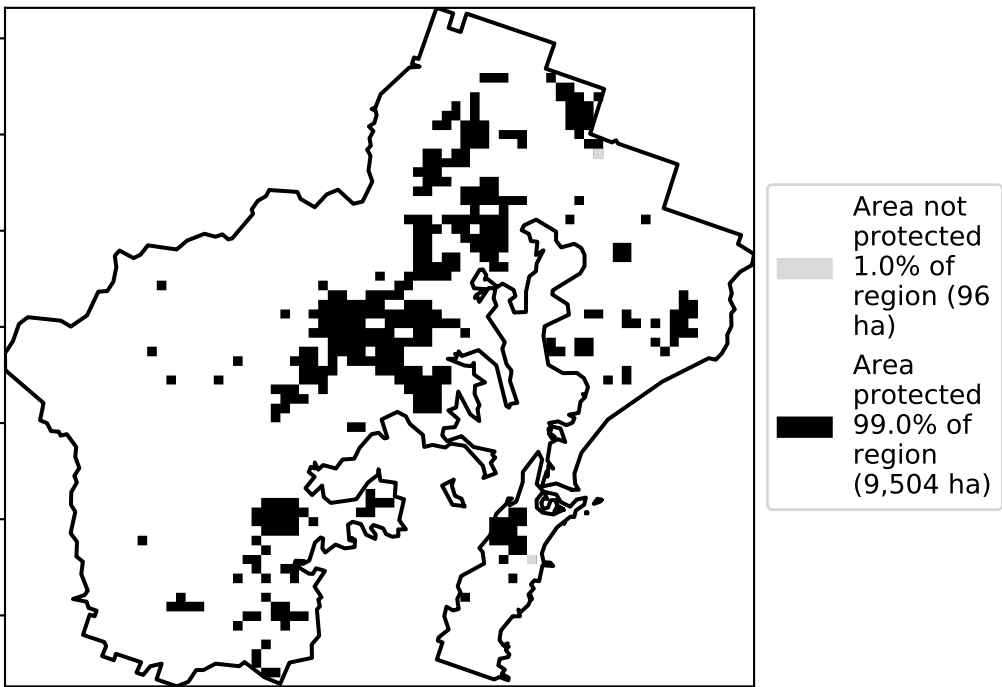 Area not
protected
1.0% of
region (96
ha)
Area
protected
99.0% of
region
(9,504 ha)